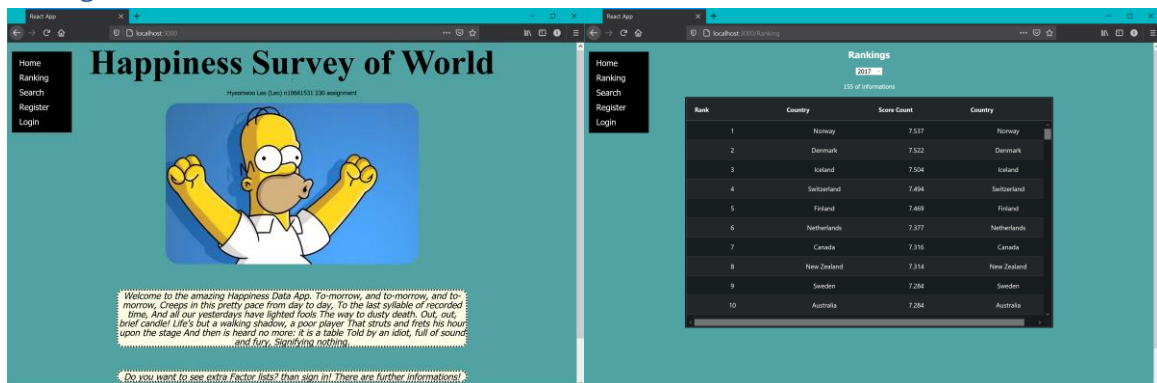 React App
localhost:3000
Home
Ranking
Search
Register
Login
Happiness Survey of World
Hyeonwoo Lee (Leo) n10681531 230 assignment
Welcome to the amazing Happiness Data App. To-morrow, and to-morrow, and to-
morrow, Creeps in this pretty pace from day to day, To the last syllable of recorded
time, And all our yesterdays have lighted fools The way to dusty death. Out, out,
brief candle! Life's but a walking shadow, a poor player That struts and frets his hour
upon the stage And then is heard no more: it is a table Told by an idiot, full of sound
and fury, Signifying nothing.
Do you want to see extra Factor lists? than sign in! There are further informations!
React App
localhost:3000/Ranking
Home
Ranking
Search
Register
Login
Rankings
2017
155 of informations
Rank Country Score Count Country
1 Norway 7.537 Norway
2 Denmark 7.522 Denmark
3 Iceland 7.504 Iceland
4 Switzerland 7.494 Switzerland
5 Finland 7.469 Finland
6 Netherlands 7.377 Netherlands
7 Canada 7.316 Canada
8 New Zealand 7.314 New Zealand
9 Sweden 7.284 Sweden
10 Australia 7.284 Australia